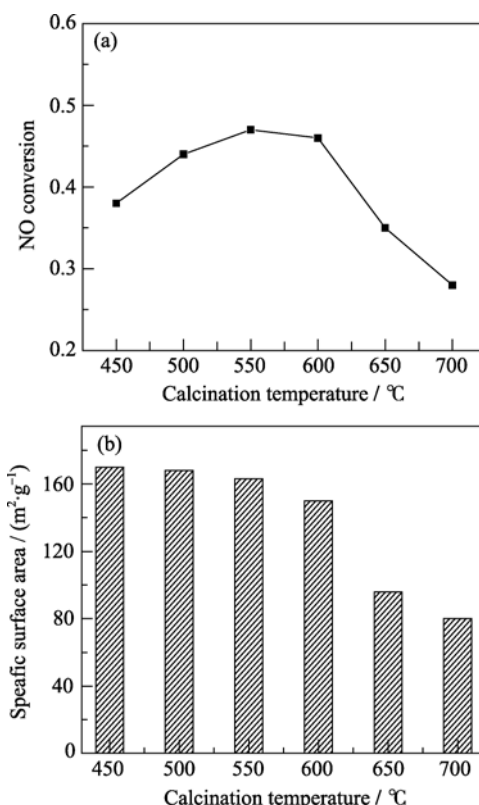 (a)
0.6
0.5
0.4
0.3
0.2
NO conversion
450 500 550 600 650 700
Calcination temperature / ℃
(b)
160
120
80
40
0
Speafic surface area / (m²·g⁻¹)
450 500 550 600 650 700
Calcination temperature / ℃